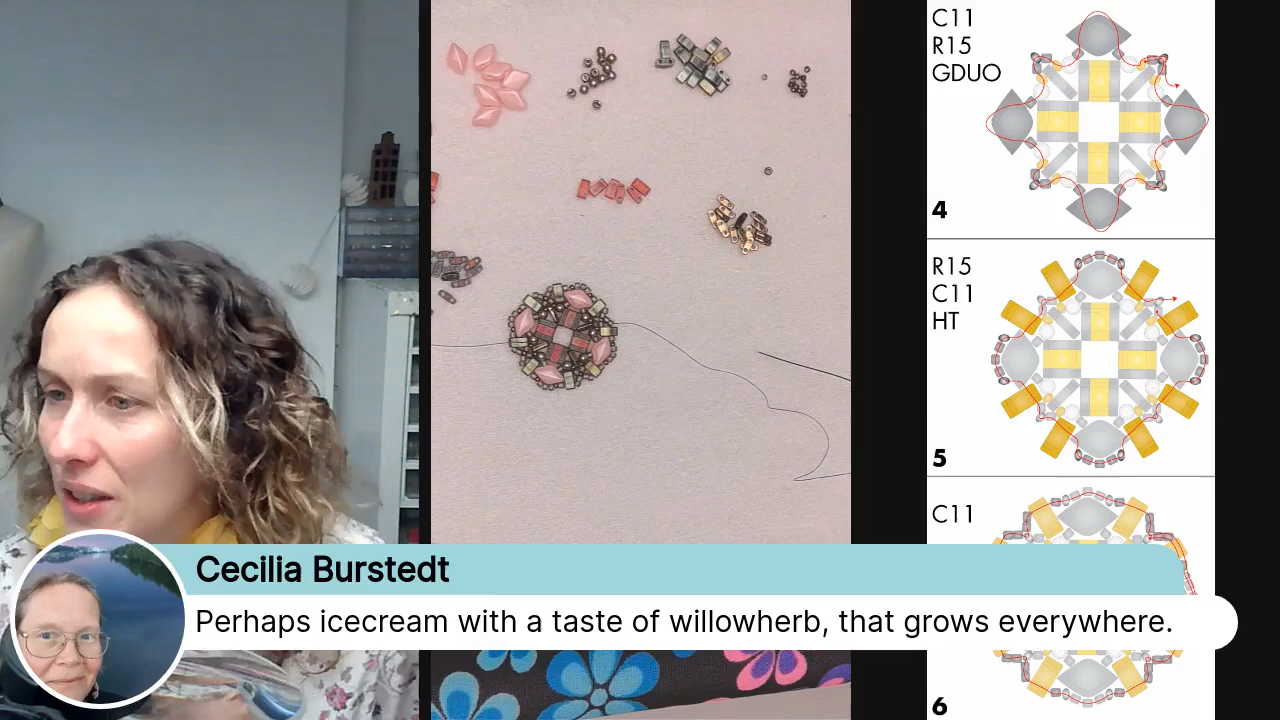 C11
R15
GDUO
4
R15
C11
HT
5
C11
6
Cecilia Burstedt
Perhaps icecream with a taste of willowherb, that grows everywhere.